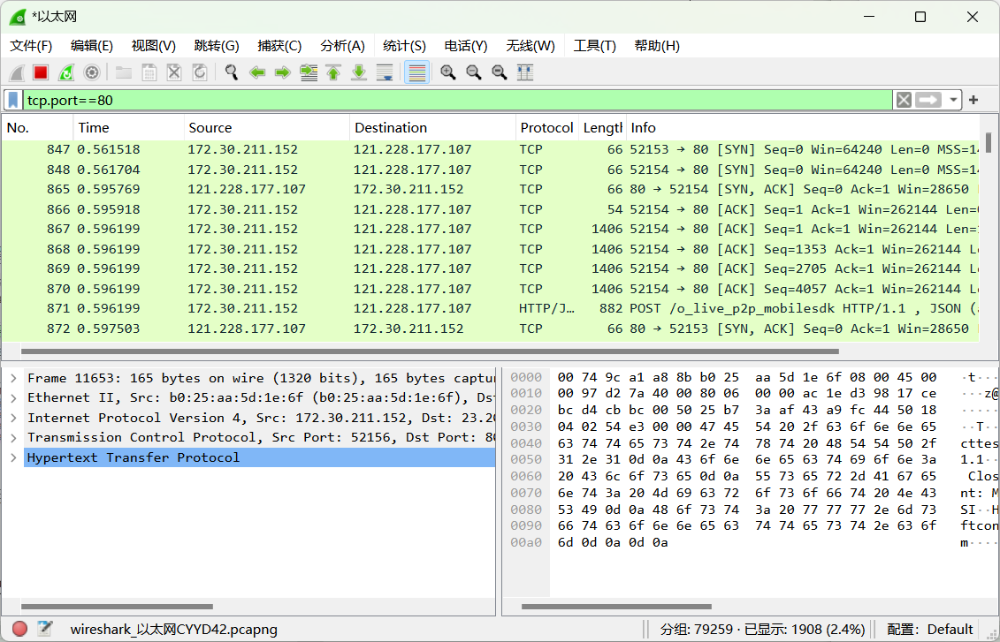 *以太网
文件(F) 编辑(E) 视图(V) 跳转(G) 捕获(C) 分析(A) 统计(S) 电话(Y) 无线(W) 工具(T) 帮助(H)
tcp.port==80
No. Time Source Destination Protocol Lengtl Info
847 0.561518 172.30.211.152 121.228.177.107 TCP 66 52153 → 80 [SYN] Seq=0 Win=64240 Len=0 MSS=14
848 0.561704 172.30.211.152 121.228.177.107 TCP 66 52154 → 80 [SYN] Seq=0 Win=64240 Len=0 MSS=14
865 0.595769 121.228.177.107 172.30.211.152 TCP 66 80 → 52154 [SYN, ACK] Seq=0 Ack=1 Win=28650
866 0.595918 172.30.211.152 121.228.177.107 TCP 54 52154 → 80 [ACK] Seq=1 Ack=1 Win=262144 Len=0
867 0.596199 172.30.211.152 121.228.177.107 TCP 1406 52154 → 80 [ACK] Seq=1 Ack=1 Win=262144 Len=1
868 0.596199 172.30.211.152 121.228.177.107 TCP 1406 52154 → 80 [ACK] Seq=1353 Ack=1 Win=262144 Le
869 0.596199 172.30.211.152 121.228.177.107 TCP 1406 52154 → 80 [ACK] Seq=2705 Ack=1 Win=262144 Le
870 0.596199 172.30.211.152 121.228.177.107 TCP 1406 52154 → 80 [ACK] Seq=4057 Ack=1 Win=262144 Le
871 0.596199 172.30.211.152 121.228.177.107 HTTP/J… 882 POST /o_live_p2p_mobilesdk HTTP/1.1 , JSON (a
872 0.597503 121.228.177.107 172.30.211.152 TCP 66 80 → 52153 [SYN, ACK] Seq=0 Ack=1 Win=28650
Frame 11653: 165 bytes on wire (1320 bits), 165 bytes captur
Ethernet II, Src: b0:25:aa:5d:1e:6f (b0:25:aa:5d:1e:6f), Dst
Internet Protocol Version 4, Src: 172.30.211.152, Dst: 23.20
Transmission Control Protocol, Src Port: 52156, Dst Port: 80
Hypertext Transfer Protocol
0000 00 74 9c a1 a8 8b b0 25 aa 5d 1e 6f 08 00 45 00 ·t···
0010 00 97 d2 7a 40 00 80 06 00 00 ac 1e d3 98 17 ce ···z@
0020 bc d4 cb bc 00 50 25 b7 3a af 43 a9 fc 44 50 18 ·····
0030 04 02 54 e3 00 00 47 45 54 20 2f 63 6f 6e 6e 65 ··T··
0040 63 74 74 65 73 74 2e 74 78 74 20 48 54 54 50 2f cttes
0050 31 2e 31 0d 0a 43 6f 6e 6e 65 63 74 69 6f 6e 3a 1.1··
0060 20 43 6c 6f 73 65 0d 0a 55 73 65 72 2d 41 67 65 Clos
0070 6e 74 3a 20 4d 69 63 72 6f 73 6f 66 74 20 4e 43 nt: M
0080 53 49 0d 0a 48 6f 73 74 3a 20 77 77 77 2e 6d 73 SI··H
0090 66 74 63 6f 6e 6e 65 63 74 74 65 73 74 2e 63 6f ftcon
00a0 6d 0d 0a 0d 0a m····
wireshark_以太网CYYD42.pcapng 分组: 79259 · 已显示: 1908 (2.4%) 配置: Default